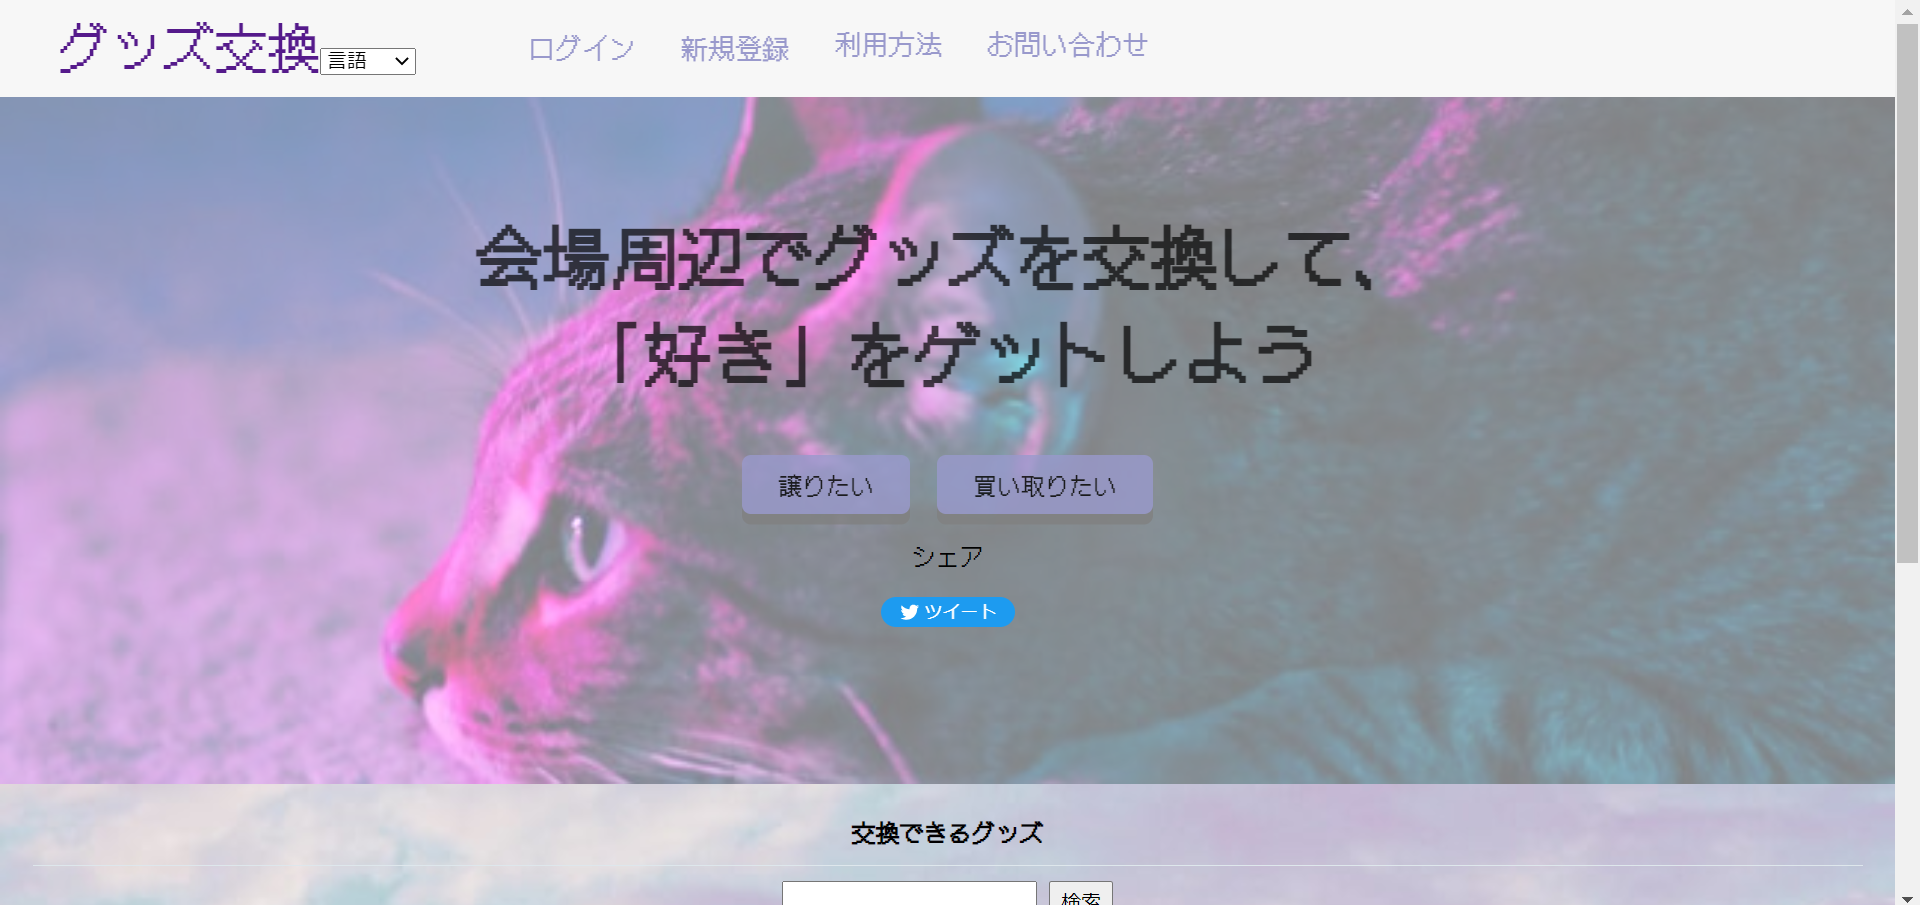 グッズ交換 言語 ログイン 新規登録 利用方法 お問い合わせ
会場周辺でグッズを交換して、
「好き」をゲットしよう
譲りたい 買い取りたい
シェア
ツイート
交換できるグッズ
検索